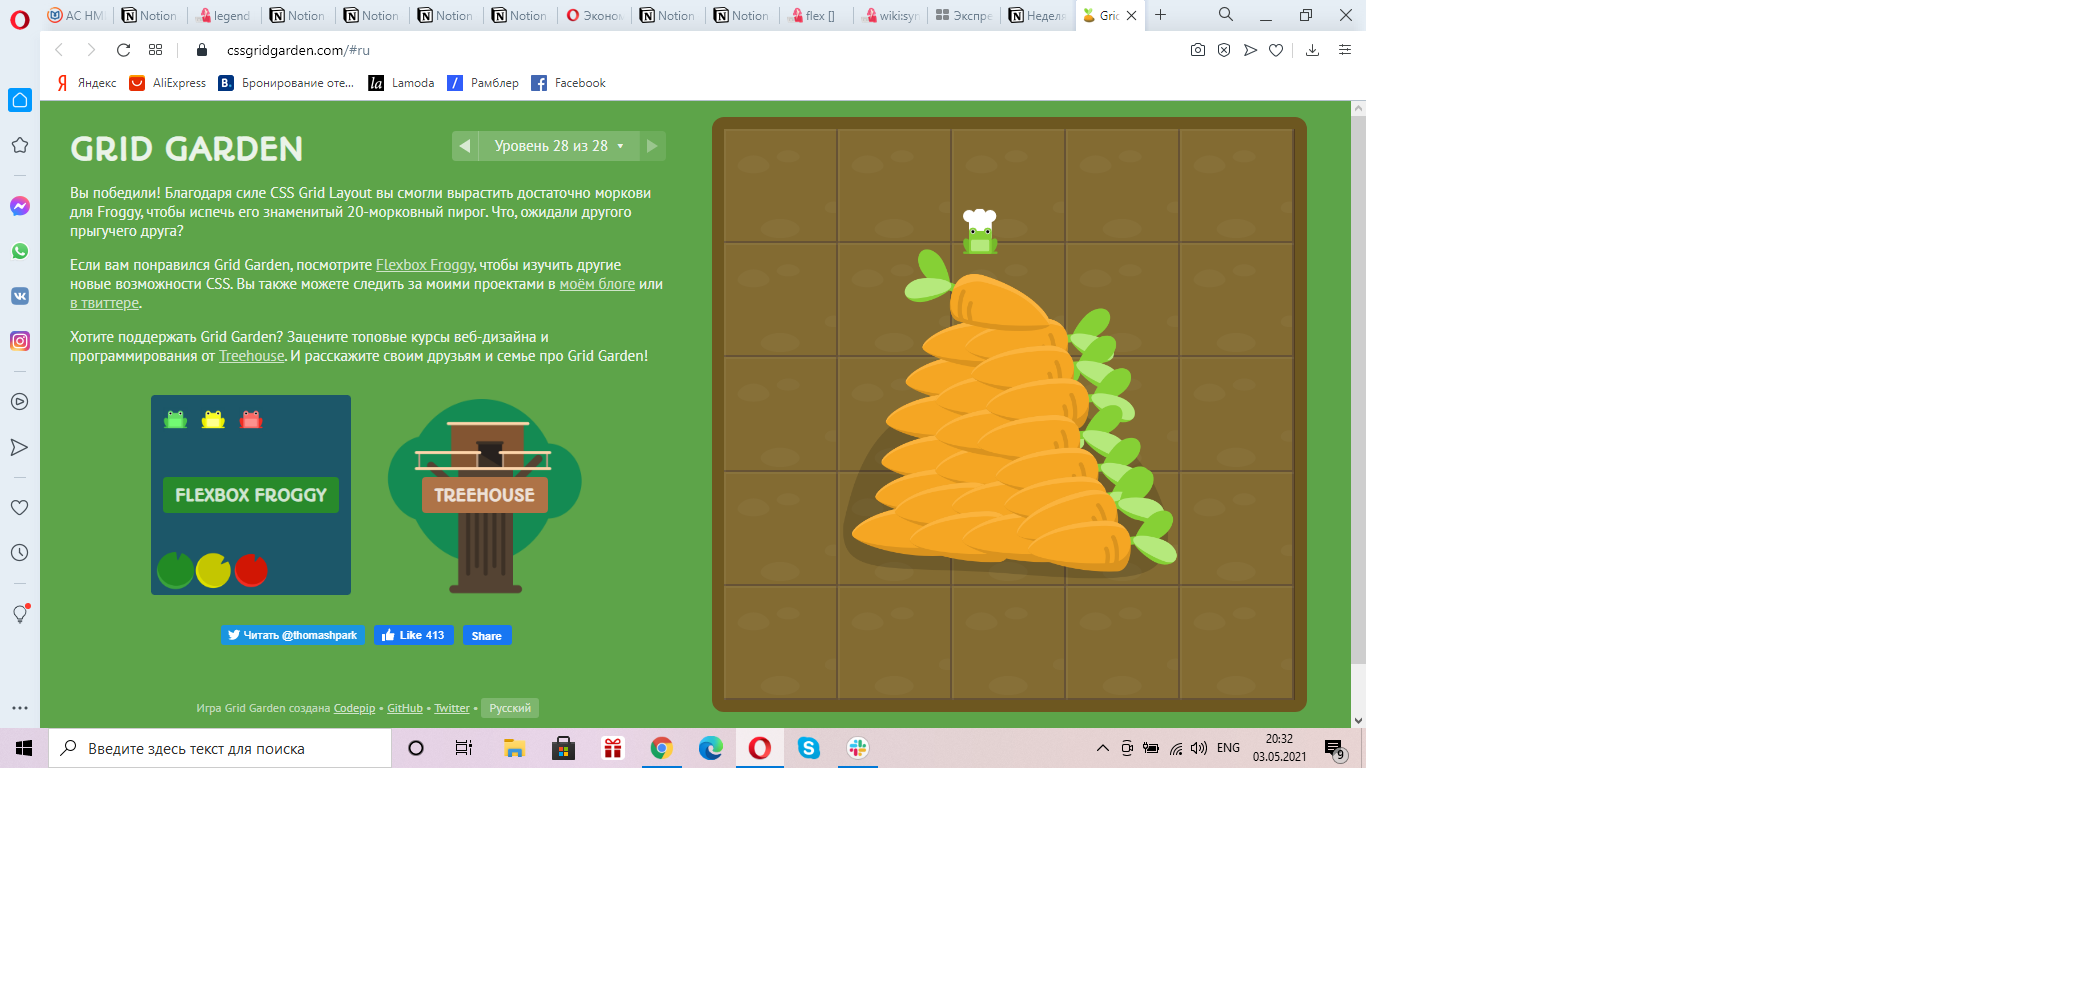 АС НМ
Notion
legend
Notion
Notion
Notion
Notion
Эконом
Notion
Notion
flex []
wiki:syn
Экспре
Неделя
Gric
cssgridgarden.com/#ru
Яндекс
AliExpress
Бронирование оте...
Lamoda
Рамблер
Facebook
GRID GARDEN
Уровень 28 из 28
Вы победили! Благодаря силе CSS Grid Layout вы смогли вырастить достаточно моркови
для Froggy, чтобы испечь его знаменитый 20-морковный пирог. Что, ожидали другого
прыгучего друга?
Если вам понравился Grid Garden, посмотрите Flexbox Froggy, чтобы изучить другие
новые возможности CSS. Вы также можете следить за моими проектами в моём блоге или
в твиттере.
Хотите поддержать Grid Garden? Зацените топовые курсы веб-дизайна и
программирования от Treehouse. И расскажите своим друзьям и семье про Grid Garden!
FLEXBOX FROGGY
TREEHOUSE
Читать @thomashpark
Like 413
Share
Игра Grid Garden создана Codepip • GitHub • Twitter • Русский
Введите здесь текст для поиска
ENG
20:32
03.05.2021
9